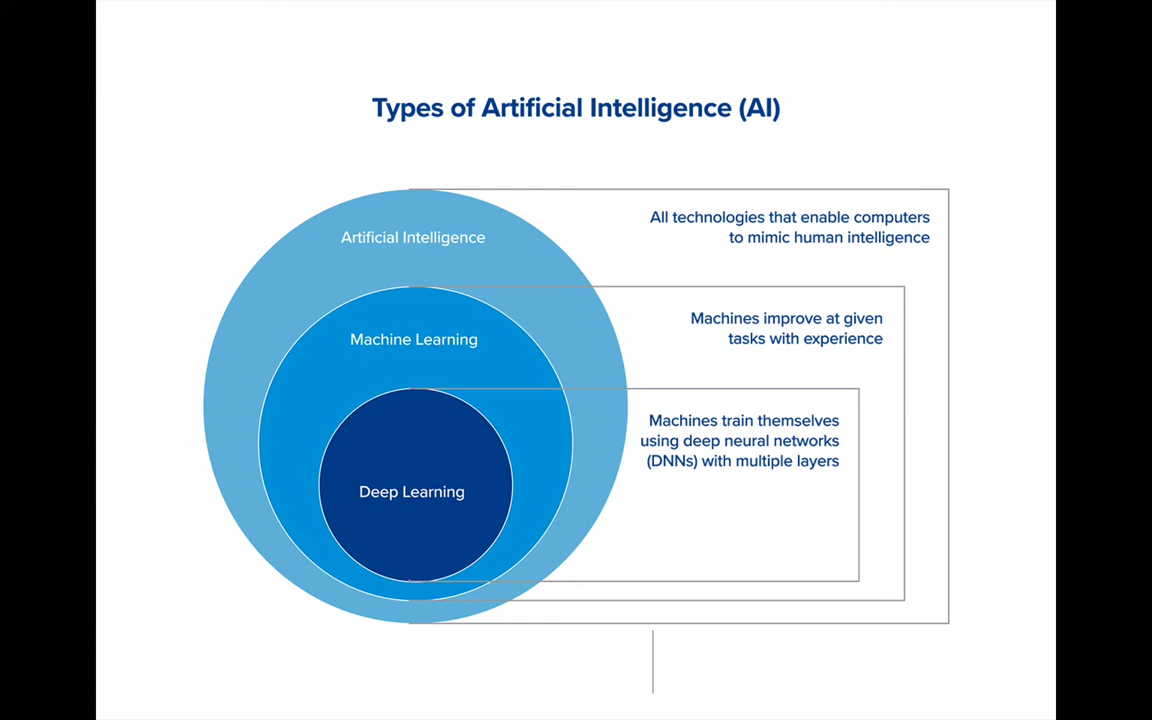 Types of Artificial Intelligence (AI)
Artificial Intelligence
All technologies that enable computers
to mimic human intelligence
Machine Learning
Machines improve at given
tasks with experience
Deep Learning
Machines train themselves
using deep neural networks
(DNNs) with multiple layers